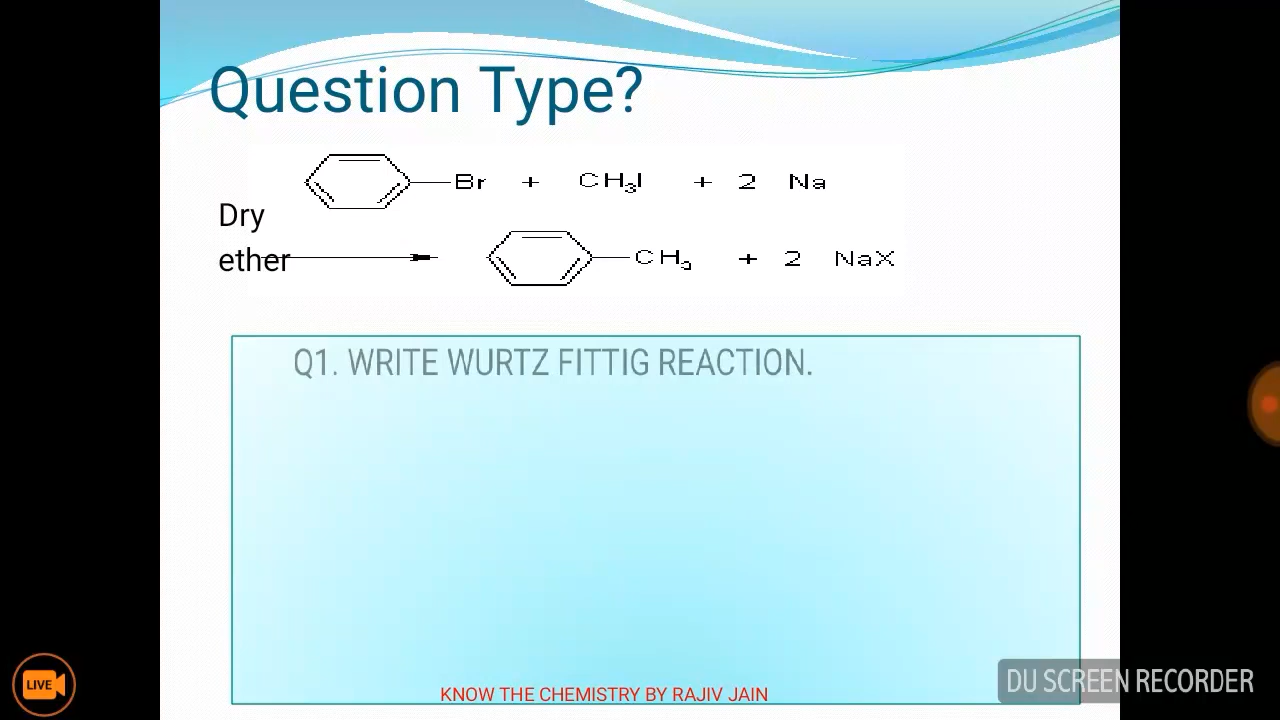 Question Type?
Br + CH3I + 2 Na
Dry
ether
CH3 + 2 NaX
Q1. WRITE WURTZ FITTIG REACTION.
KNOW THE CHEMISTRY BY RAJIV JAIN
LIVE
DU SCREEN RECORDER